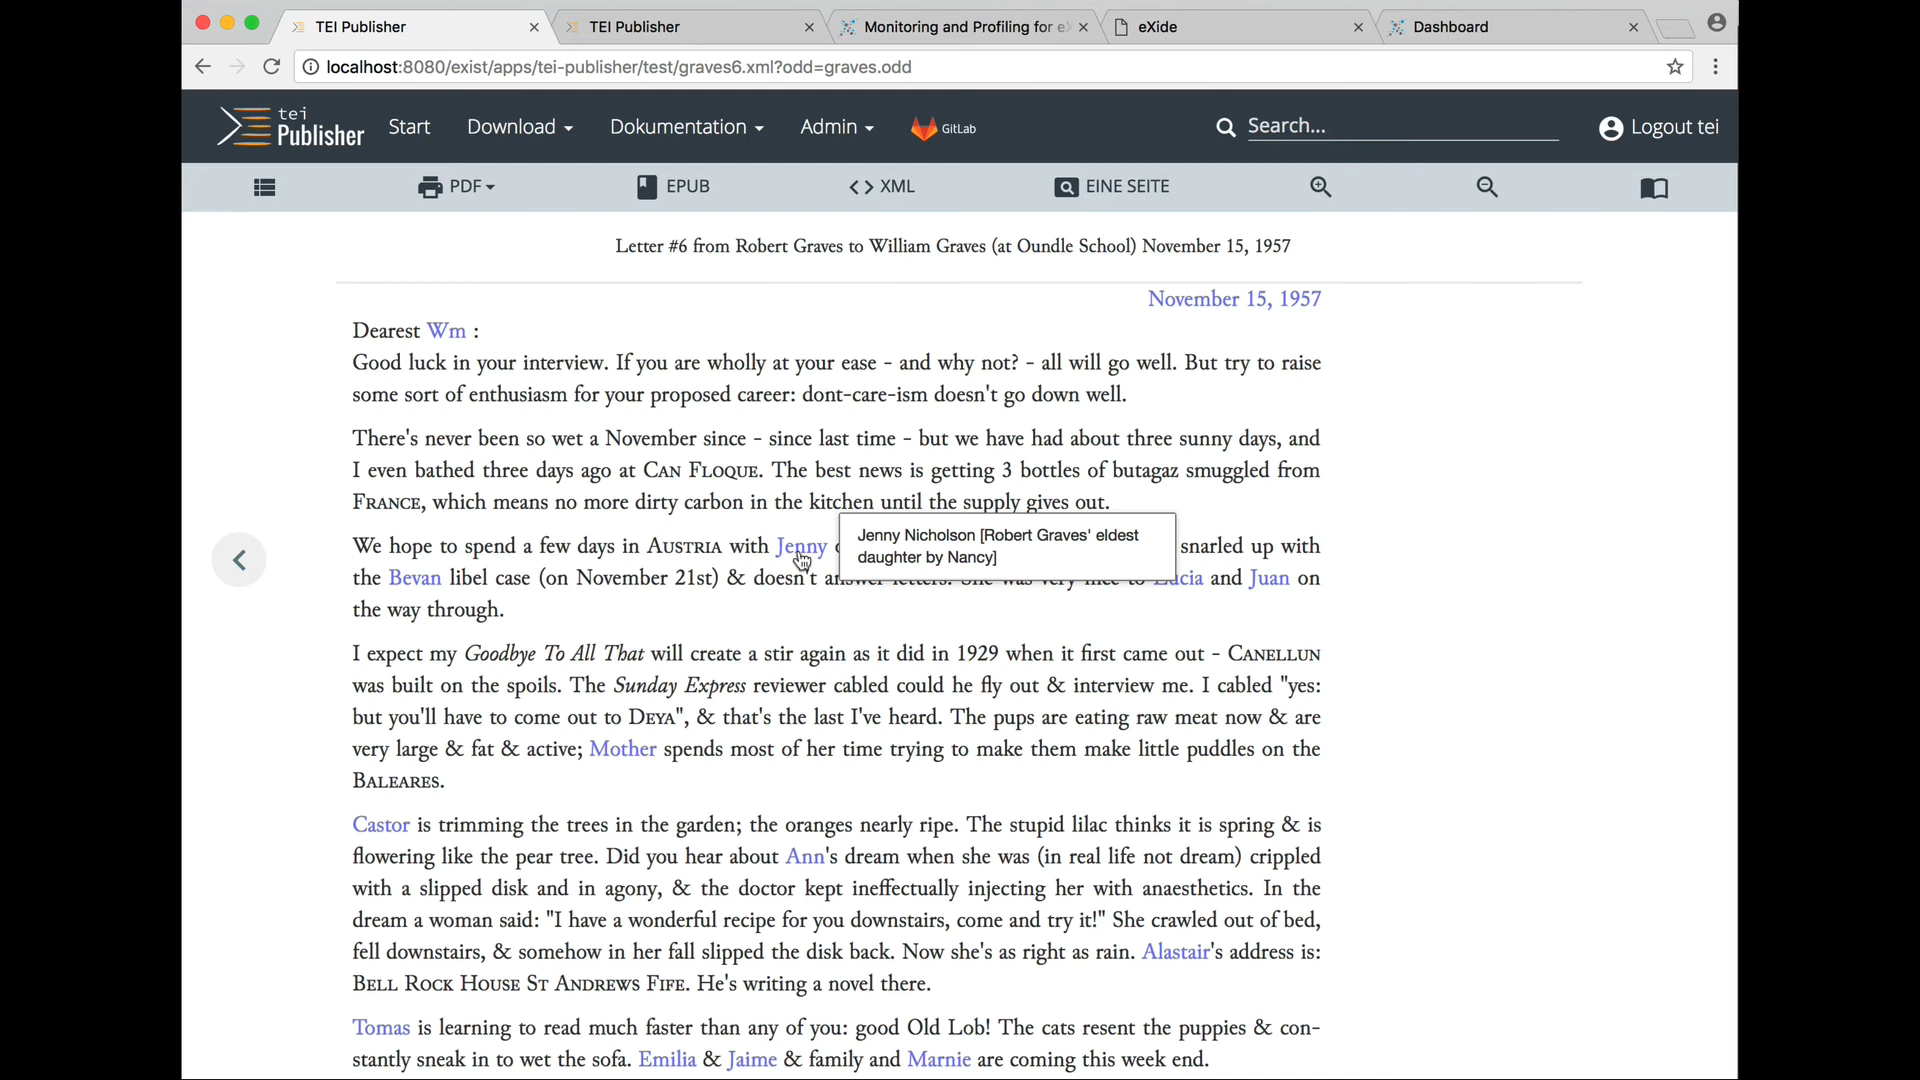 TEI Publisher
TEI Publisher
Monitoring and Profiling for eX
eXide
Dashboard
localhost:8080/exist/apps/tei-publisher/test/graves6.xml?odd=graves.odd
tei
Publisher
Start
Download
Dokumentation
Admin
GitLab
Search...
Logout tei
PDF
EPUB
XML
EINE SEITE
Letter #6 from Robert Graves to William Graves (at Oundle School) November 15, 1957
November 15, 1957
Dearest Wm :
Good luck in your interview. If you are wholly at your ease - and why not? - all will go well. But try to raise
some sort of enthusiasm for your proposed career: dont-care-ism doesn't go down well.
There's never been so wet a November since - since last time - but we have had about three sunny days, and
I even bathed three days ago at CAN FLOQUE. The best news is getting 3 bottles of butagaz smuggled from
FRANCE, which means no more dirty carbon in the kitchen until the supply gives out.
We hope to spend a few days in AUSTRIA with Jenny snarled up with
Jenny Nicholson [Robert Graves' eldest
daughter by Nancy]
the Bevan libel case (on November 21st) & doesn't answer letters. She was very nice to Lucia and Juan on
the way through.
I expect my Goodbye To All That will create a stir again as it did in 1929 when it first came out - CANELLUN
was built on the spoils. The Sunday Express reviewer cabled could he fly out & interview me. I cabled "yes:
but you'll have to come out to DEYA", & that's the last I've heard. The pups are eating raw meat now & are
very large & fat & active; Mother spends most of her time trying to make them make little puddles on the
BALEARES.
Castor is trimming the trees in the garden; the oranges nearly ripe. The stupid lilac thinks it is spring & is
flowering like the pear tree. Did you hear about Ann's dream when she was (in real life not dream) crippled
with a slipped disk and in agony, & the doctor kept ineffectually injecting her with anaesthetics. In the
dream a woman said: "I have a wonderful recipe for you downstairs, come and try it!" She crawled out of bed,
fell downstairs, & somehow in her fall slipped the disk back. Now she's as right as rain. Alastair's address is:
BELL ROCK HOUSE ST ANDREWS FIFE. He's writing a novel there.
Tomas is learning to read much faster than any of you: good Old Lob! The cats resent the puppies & con-
stantly sneak in to wet the sofa. Emilia & Jaime & family and Marnie are coming this week end.